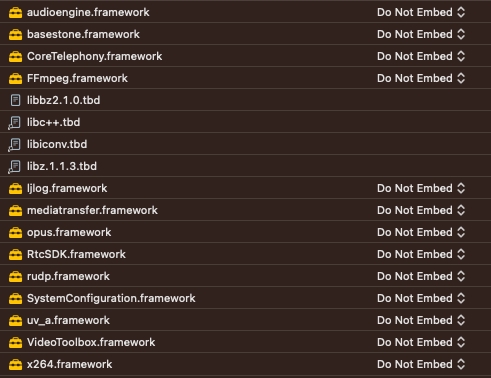 audioengine.framework Do Not Embed
basestone.framework Do Not Embed
CoreTelephony.framework Do Not Embed
FFmpeg.framework Do Not Embed
libbz2.1.0.tbd
libc++.tbd
libiconv.tbd
libz.1.1.3.tbd
ljlog.framework Do Not Embed
mediatransfer.framework Do Not Embed
opus.framework Do Not Embed
RtcSDK.framework Do Not Embed
rudp.framework Do Not Embed
SystemConfiguration.framework Do Not Embed
uv_a.framework Do Not Embed
VideoToolbox.framework Do Not Embed
x264.framework Do Not Embed